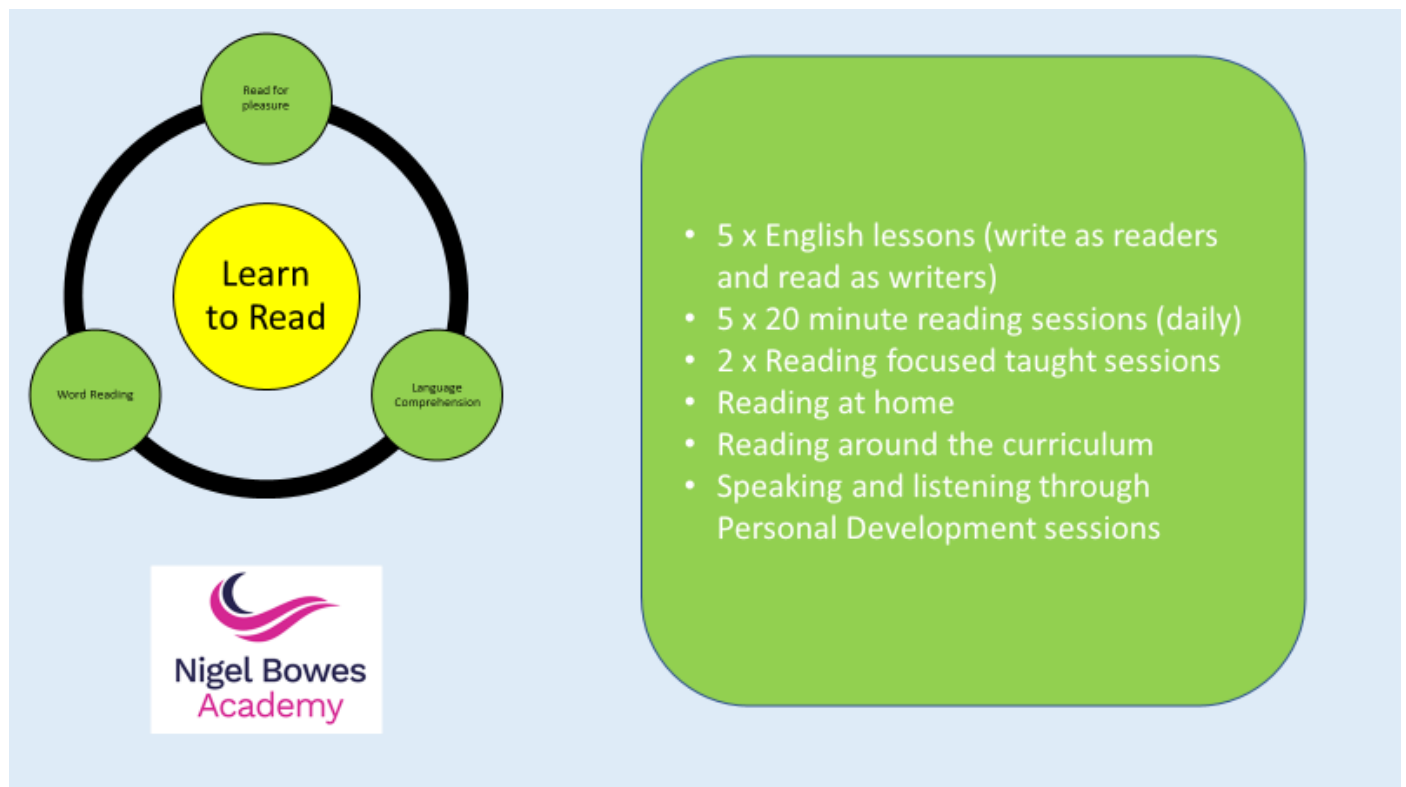 Read for
pleasure
Learn
to Read
Word Reading
Language
Comprehension
• 5 x English lessons (write as readers
and read as writers)
• 5 x 20 minute reading sessions (daily)
• 2 x Reading focused taught sessions
• Reading at home
• Reading around the curriculum
• Speaking and listening through
Personal Development sessions
Nigel Bowes
Academy